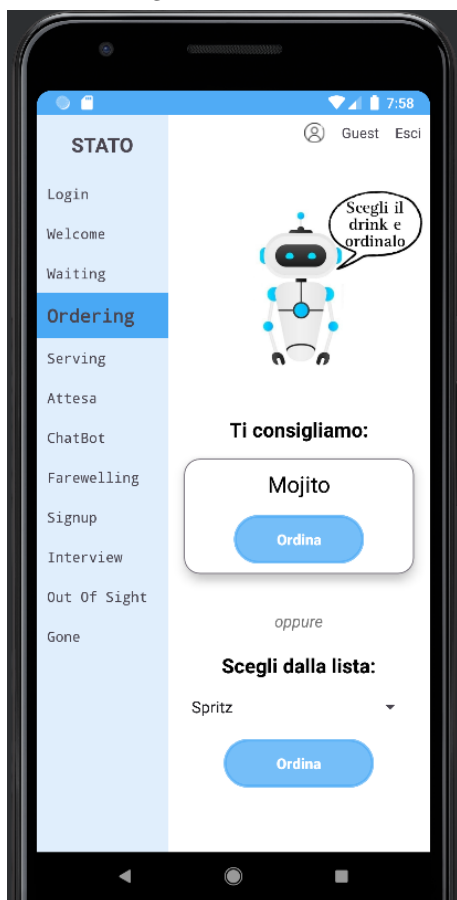 7:58
STATO
Guest Esci
Login
Welcome
Waiting
Ordering
Serving
Attesa
ChatBot
Farewelling
Signup
Interview
Out Of Sight
Gone
Scegli il
drink e
ordinalo
Ti consigliamo:
Mojito
Ordina
oppure
Scegli dalla lista:
Spritz
Ordina